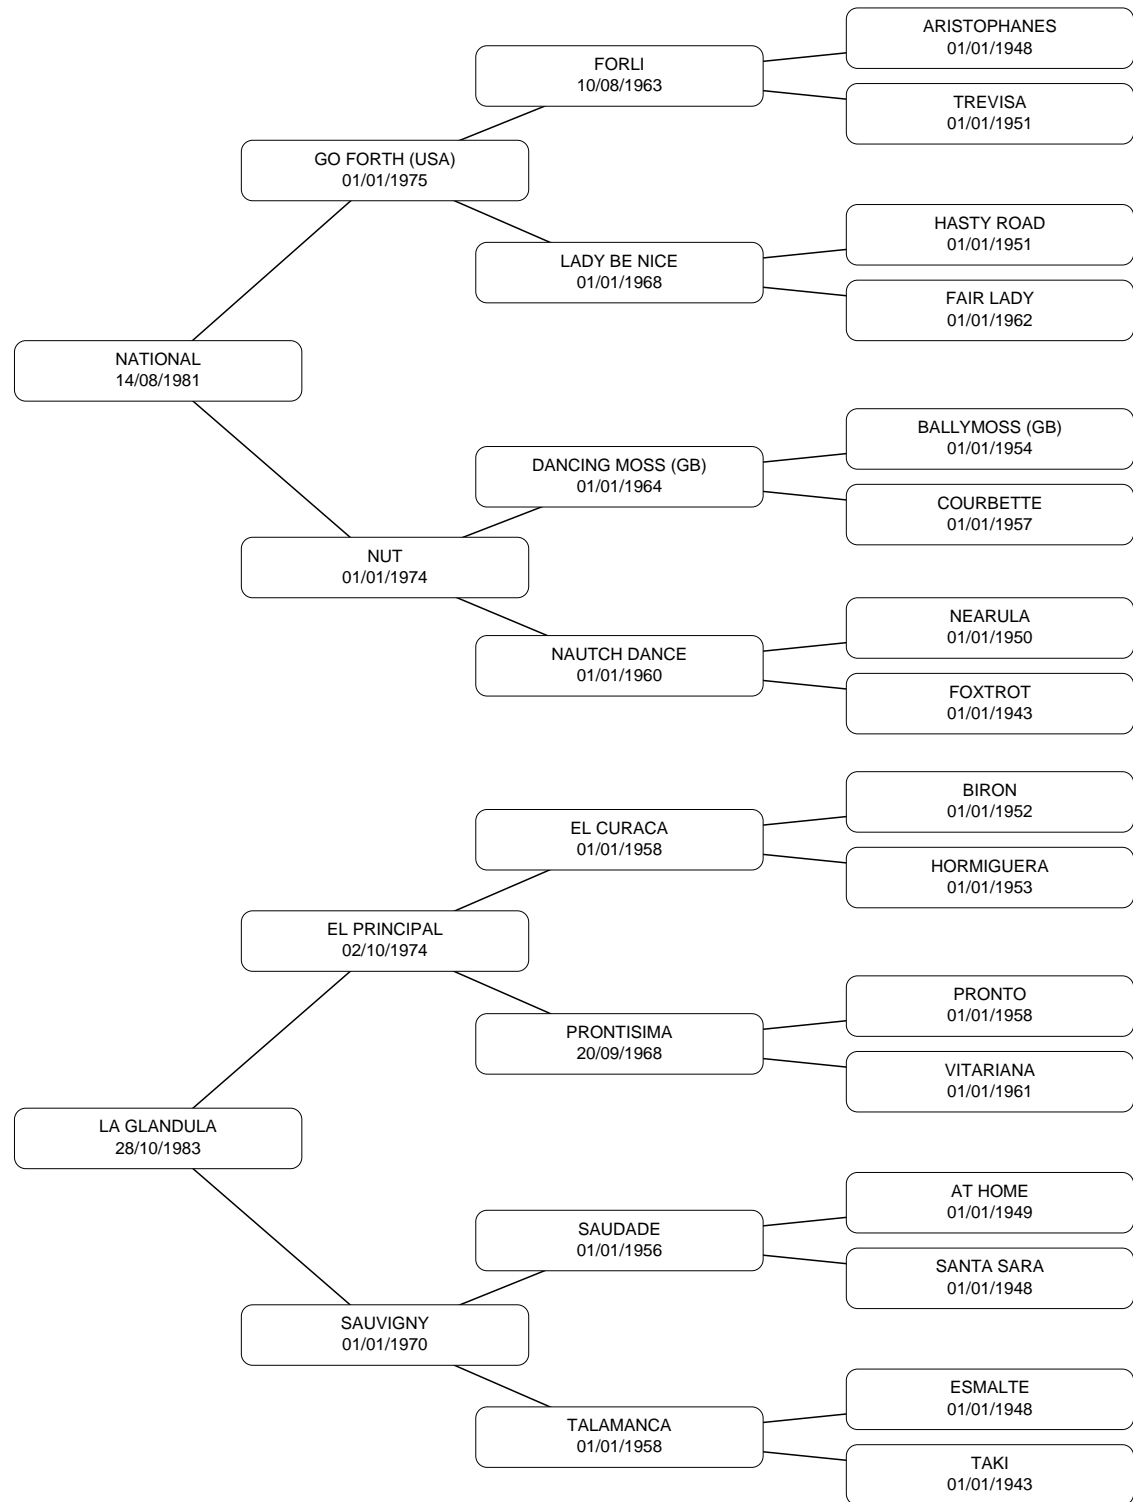 ARISTOPHANES
01/01/1948
FORLI
10/08/1963
TREVISA
01/01/1951
GO FORTH (USA)
01/01/1975
HASTY ROAD
01/01/1951
LADY BE NICE
01/01/1968
FAIR LADY
01/01/1962
NATIONAL
14/08/1981
BALLYMOSS (GB)
01/01/1954
DANCING MOSS (GB)
01/01/1964
COURBETTE
01/01/1957
NUT
01/01/1974
NEARULA
01/01/1950
NAUTCH DANCE
01/01/1960
FOXTROT
01/01/1943
BIRON
01/01/1952
EL CURACA
01/01/1958
HORMIGUERA
01/01/1953
EL PRINCIPAL
02/10/1974
PRONTO
01/01/1958
PRONTISIMA
20/09/1968
VITARIANA
01/01/1961
LA GLANDULA
28/10/1983
AT HOME
01/01/1949
SAUDADE
01/01/1956
SANTA SARA
01/01/1948
SAUVIGNY
01/01/1970
ESMALTE
01/01/1948
TALAMANCA
01/01/1958
TAKI
01/01/1943